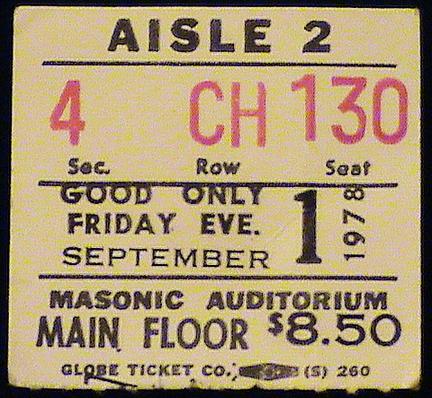 AISLE 2
4 CH 130
Sec. Row Seat
GOOD ONLY
FRIDAY EVE.
SEPTEMBER 1 1978
MASONIC AUDITORIUM
MAIN FLOOR $8.50
GLOBE TICKET CO. (S) 260